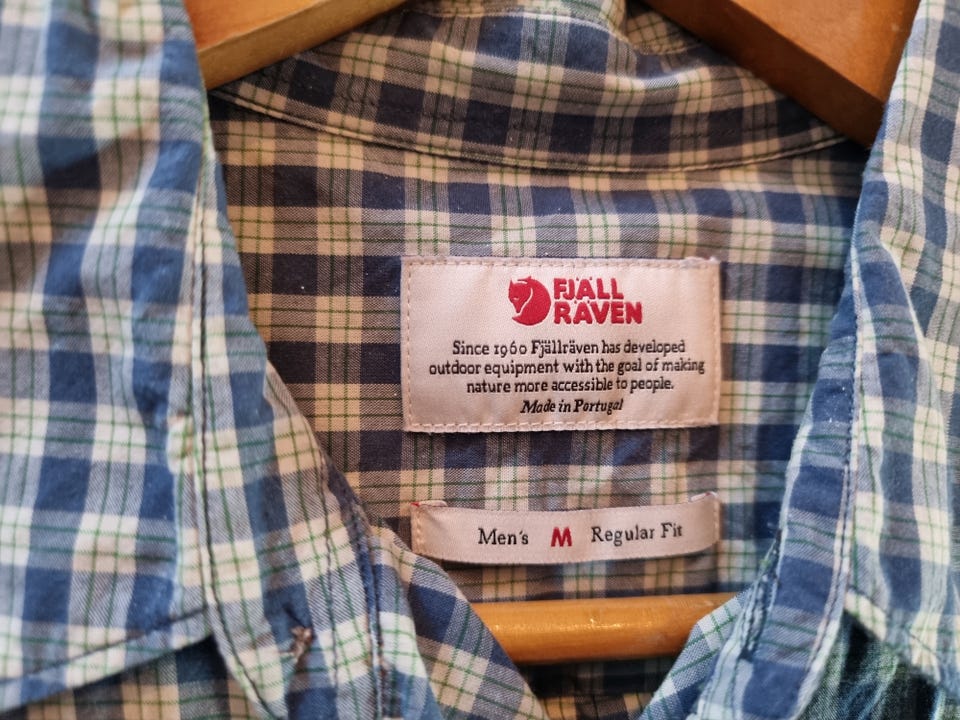 FJÄLL
RÄVEN
Since 1960 Fjällräven has developed
outdoor equipment with the goal of making
nature more accessible to people.
Made in Portugal
Men's M Regular Fit